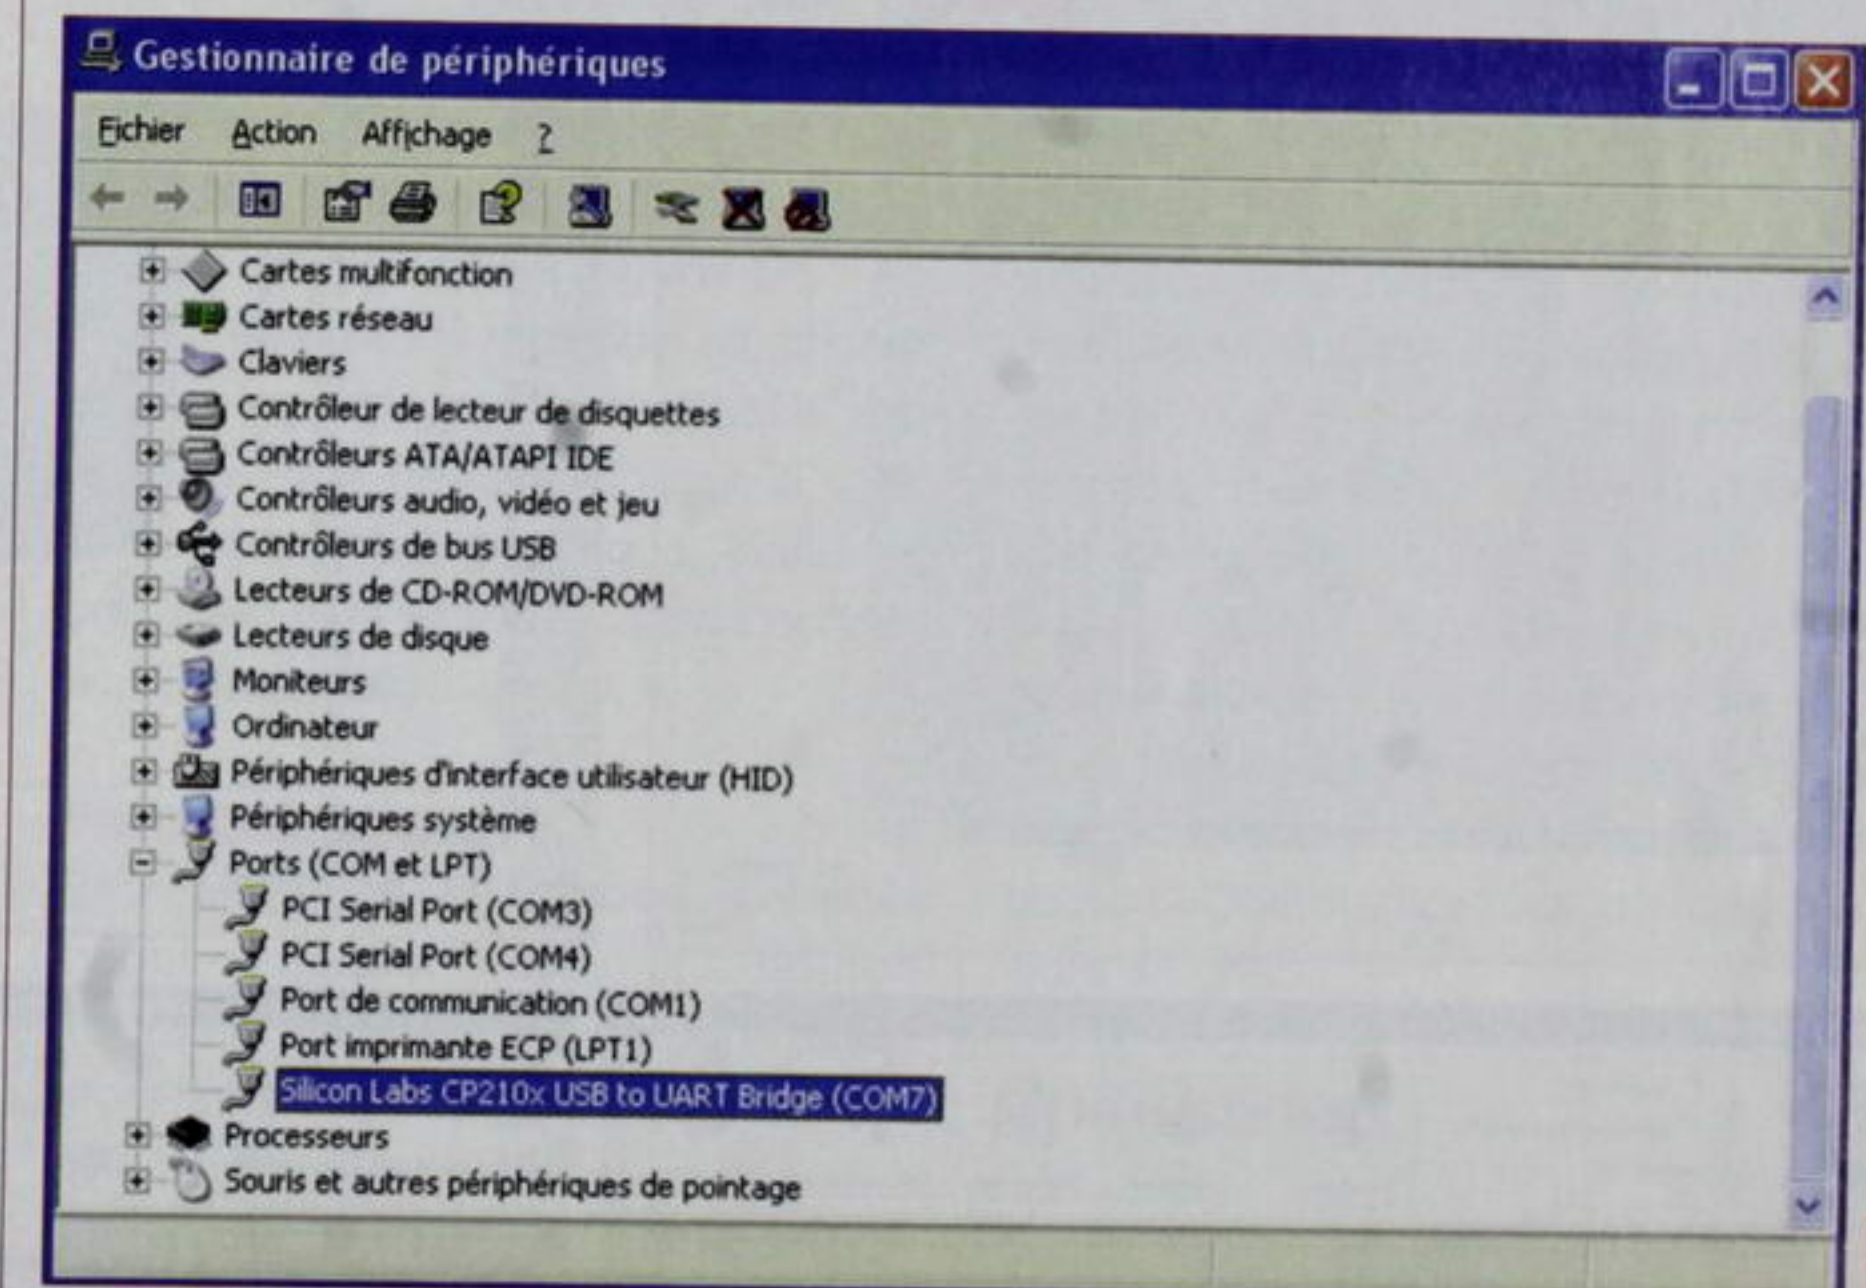 Gestionnaire de périphériques
Fichier Action Affichage ?
Cartes multifonction
Cartes réseau
Claviers
Contrôleur de lecteur de disquettes
Contrôleurs ATA/ATAPI IDE
Contrôleurs audio, vidéo et jeu
Contrôleurs de bus USB
Lecteurs de CD-ROM/DVD-ROM
Lecteurs de disque
Moniteurs
Ordinateur
Périphériques d'interface utilisateur (HID)
Périphériques système
Ports (COM et LPT)
PCI Serial Port (COM3)
PCI Serial Port (COM4)
Port de communication (COM1)
Port imprimante ECP (LPT1)
Silicon Labs CP210x USB to UART Bridge (COM7)
Processeurs
Souris et autres périphériques de pointage